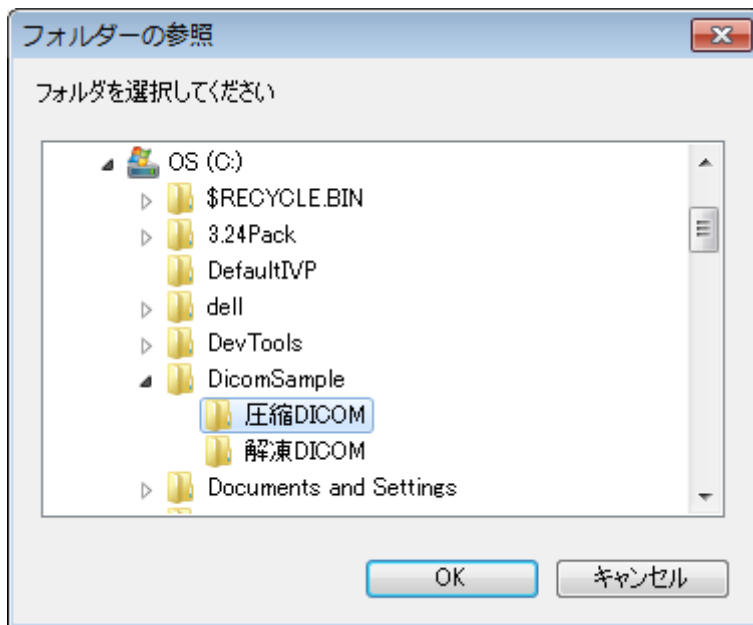 フォルダーの参照
フォルダを選択してください
OS (C:)
$RECYCLE.BIN
3.24Pack
DefaultIVP
dell
DevTools
DicomSample
圧縮DICOM
解凍DICOM
Documents and Settings
OK
キャンセル